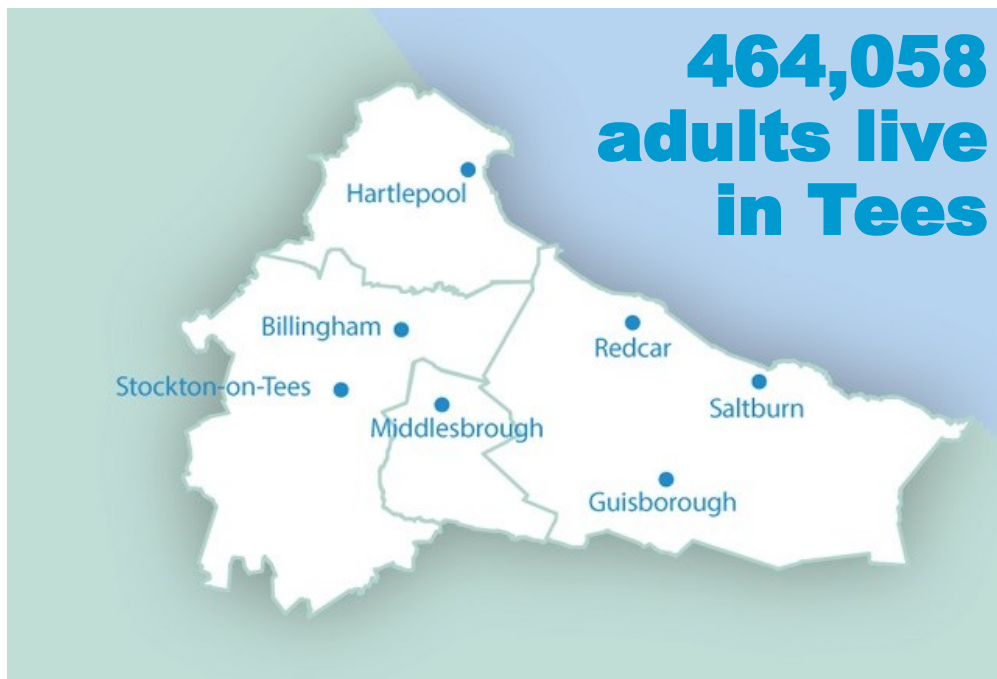 464,058
adults live
in Tees
Hartlepool
Billingham
Redcar
Stockton-on-Tees
Saltburn
Middlesbrough
Guisborough